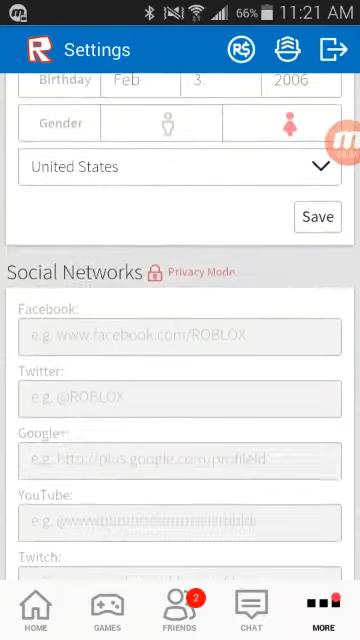 66% 11:21 AM
Settings
Birthday Feb 3. 2006
Gender
United States
Save
Social Networks Privacy Mode
Facebook:
e.g. www.facebook.com/ROBLOX
Twitter:
e.g. @ROBLOX
Google+:
e.g. http://plus.google.com/profileId
YouTube:
Twitch:
2
HOME GAMES FRIENDS CHAT MORE